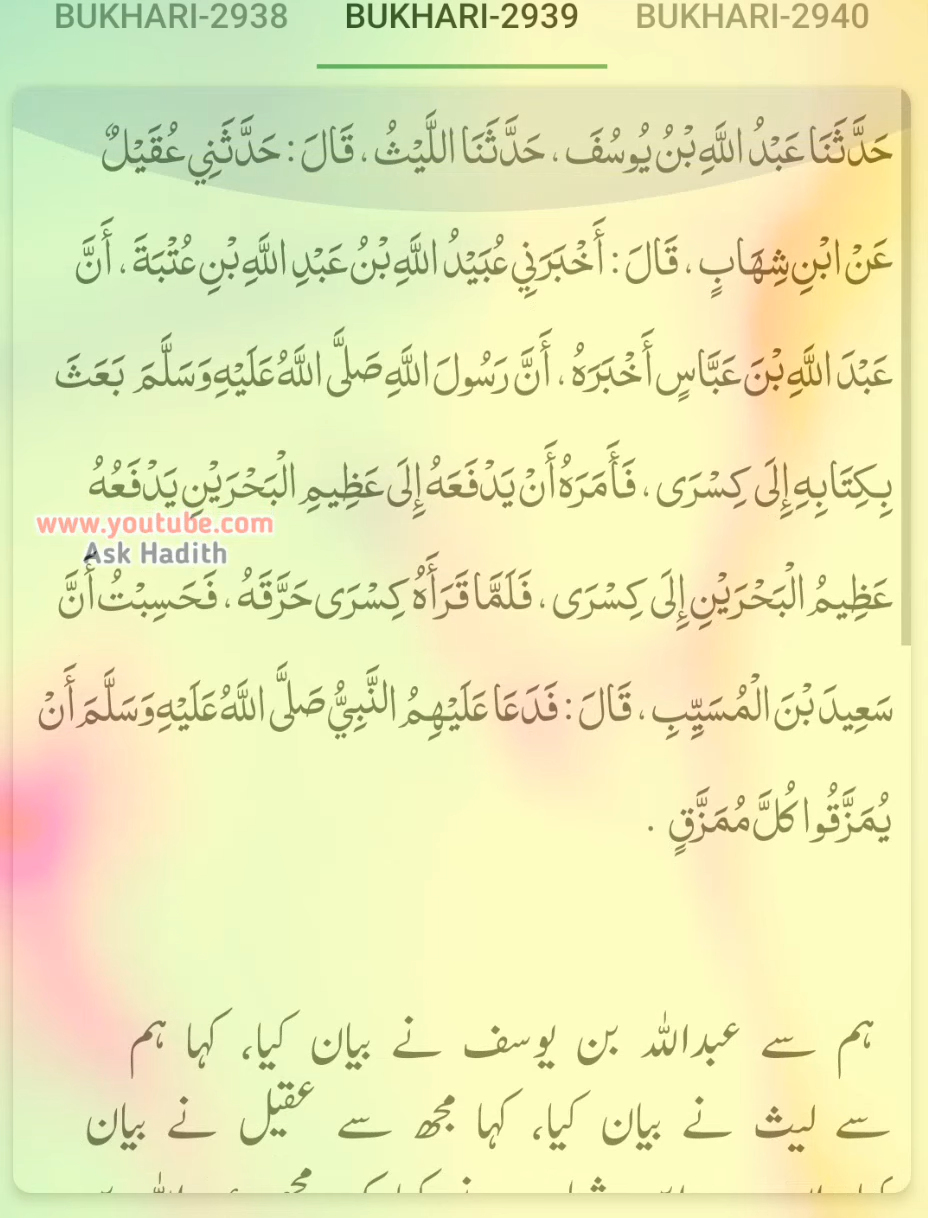 BUKHARI-2938 BUKHARI-2939 BUKHARI-2940
حَدَّثَنَا عَبْدُ اللَّهِ بْنُ يُوسُفَ ، حَدَّثَنَا اللَّيْثُ ، قَالَ : حَدَّثَنِي عُقَيْلٌ
عَنْ ابْنِ شِهَابٍ ، قَالَ : أَخْبَرَنِي عُبَيْدُ اللَّهِ بْنُ عَبْدِ اللَّهِ بْنِ عُتْبَةَ ، أَنَّ
عَبْدَ اللَّهِ بْنَ عَبَّاسٍ أَخْبَرَهُ ، أَنَّ رَسُولَ اللَّهِ صَلَّى اللَّهُ عَلَيْهِ وَسَلَّمَ بَعَثَ
بِكِتَابِهِ إِلَى كِسْرَى ، فَأَمَرَهُ أَنْ يَدْفَعَهُ إِلَى عَظِيمِ الْبَحْرَيْنِ يَدْفَعُهُ
www.youtube.com
Ask Hadith
عَظِيمُ الْبَحْرَيْنِ إِلَى كِسْرَى ، فَلَمَّا قَرَأَهُ كِسْرَى حَرَّقَهُ ، فَحَسِبْتُ أَنَّ
سَعِيدَ بْنَ الْمُسَيِّبِ ، قَالَ : فَدَعَا عَلَيْهِمُ النَّبِيُّ صَلَّى اللَّهُ عَلَيْهِ وَسَلَّمَ أَنْ
يُمَزَّقُوا كُلَّ مُمَزَّقٍ .
ہم سے عبداللہ بن یوسف نے بیان کیا، کہا ہم
سے لیث نے بیان کیا، کہا مجھ سے عقیل نے بیان